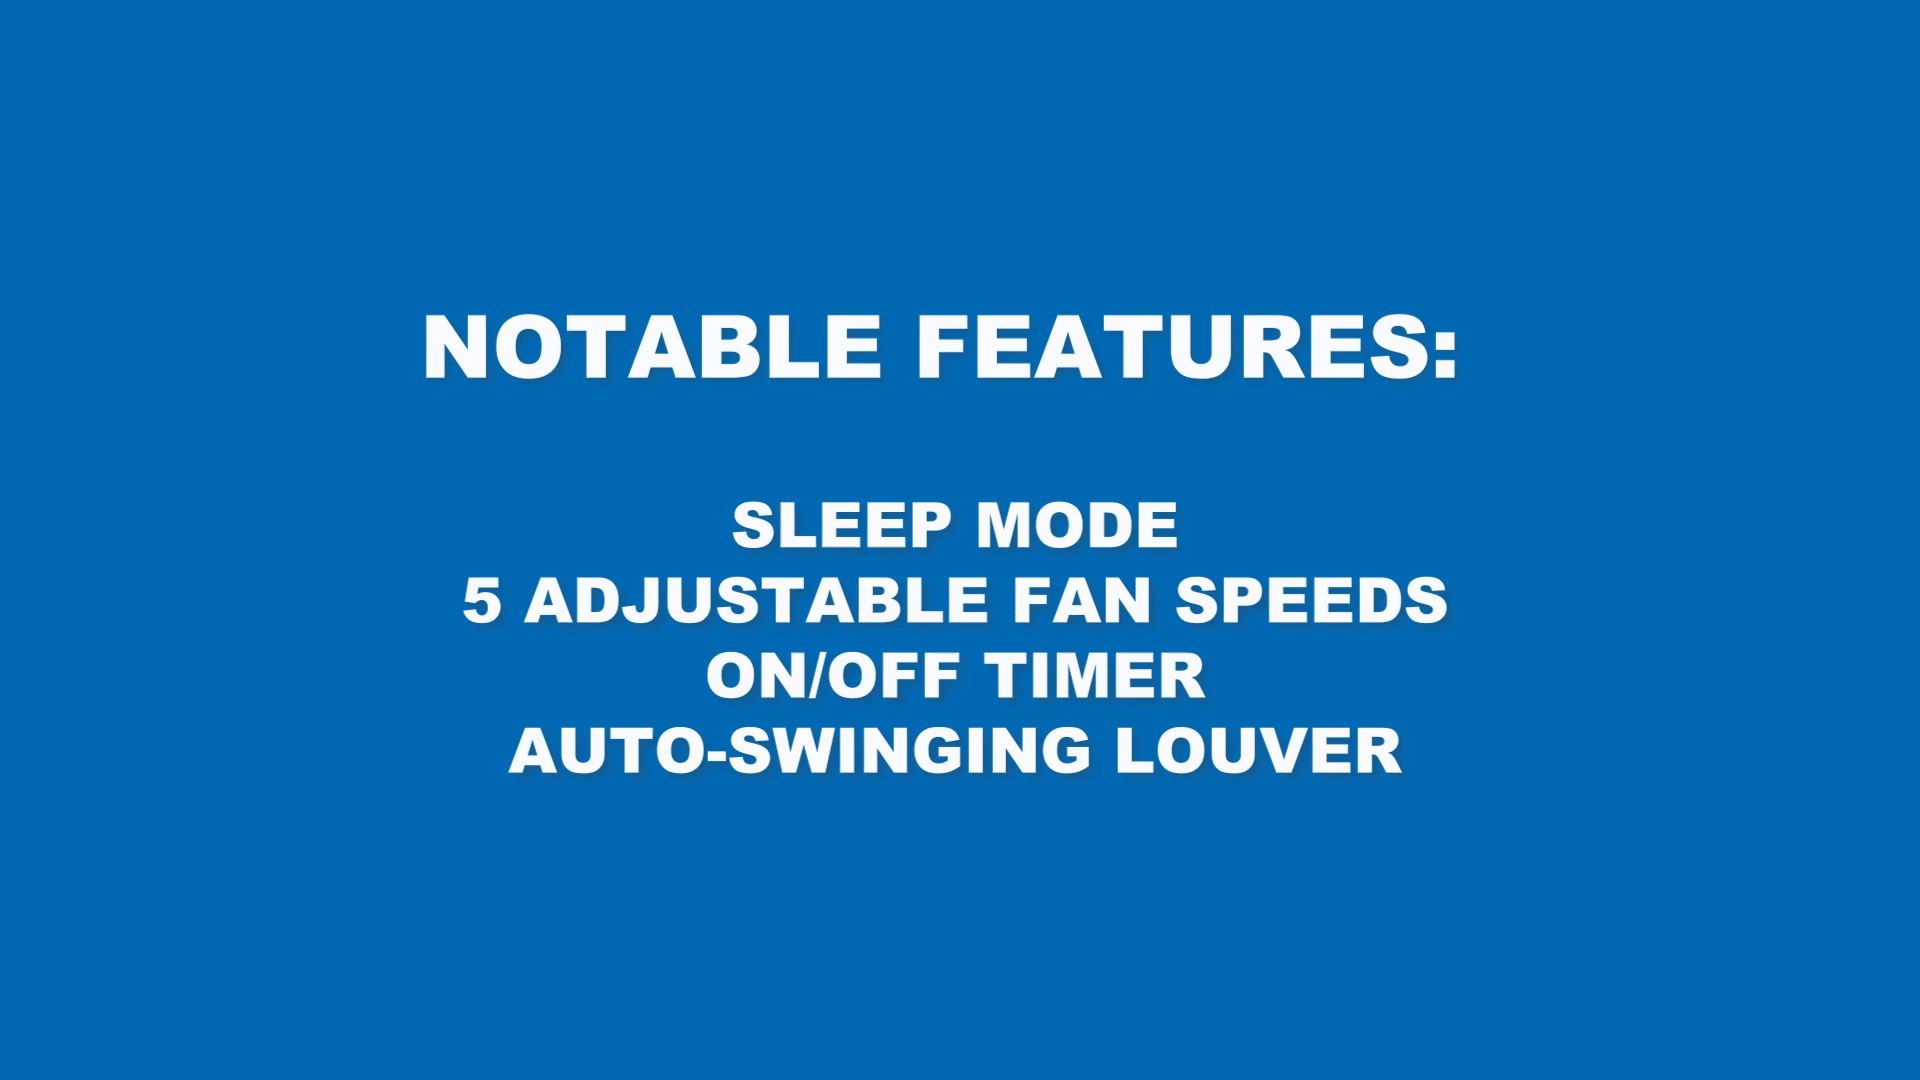 NOTABLE FEATURES:
SLEEP MODE
5 ADJUSTABLE FAN SPEEDS
ON/OFF TIMER
AUTO-SWINGING LOUVER